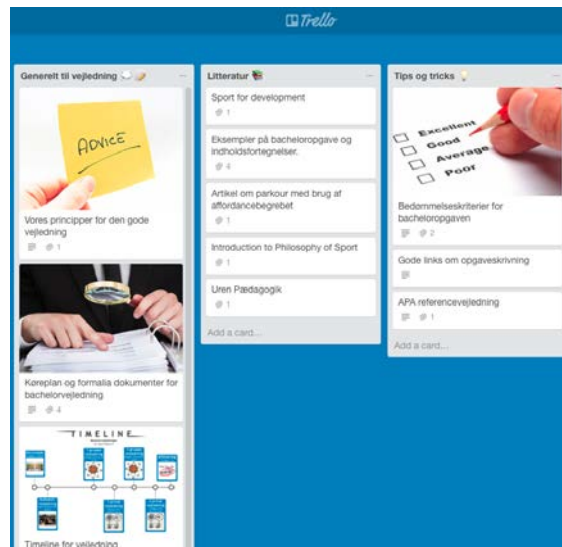 Trello
Generelt til vejledning
ADVICE
Vores principper for den gode
vejledning
1
Køreplan og formalia dokumenter for
bachelorvejledning
4
TIMELINE
Timeline for vejledning
Litteratur
Sport for development
1
Eksempler på bacheloropgave og
indholdsfortegnelser.
4
Artikel om parkour med brug af
affordancebegrebet
1
Introduction to Philosophy of Sport
1
Uren Pædagogik
1
Add a card...
Tips og tricks
Excellent
Good
Average
Poor
Bedømmelseskriterier for
bacheloropgaven
2
Gode links om opgaveskrivning
APA referencevejledning
1
Add a card...